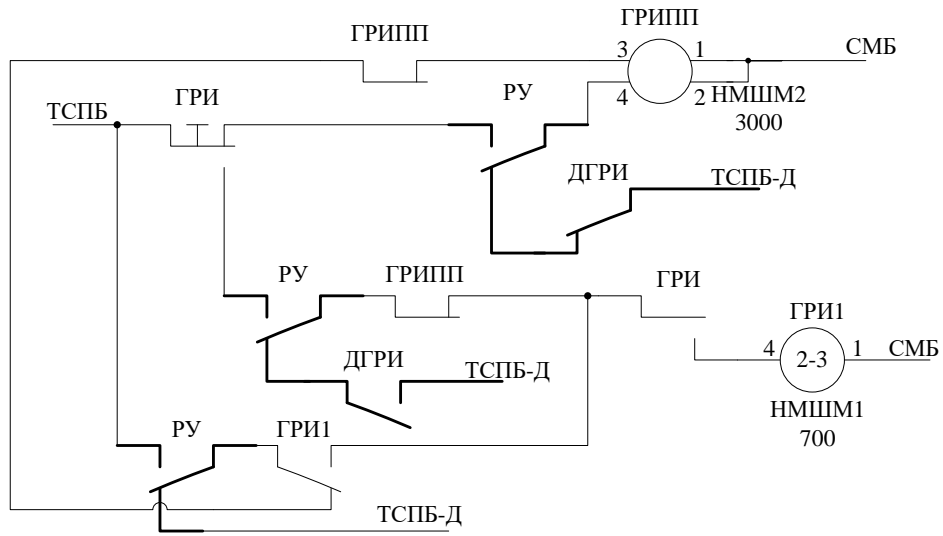 ГРИПП
ГРИПП
3
1
СМБ
4
2
НМШМ2
3000
ТСПБ
ГРИ
РУ
ДГРИ
ТСПБ-Д
РУ
ГРИПП
ГРИ
ГРИ1
4
2-3
1
СМБ
НМШМ1
700
ДГРИ
ТСПБ-Д
РУ
ГРИ1
ТСПБ-Д